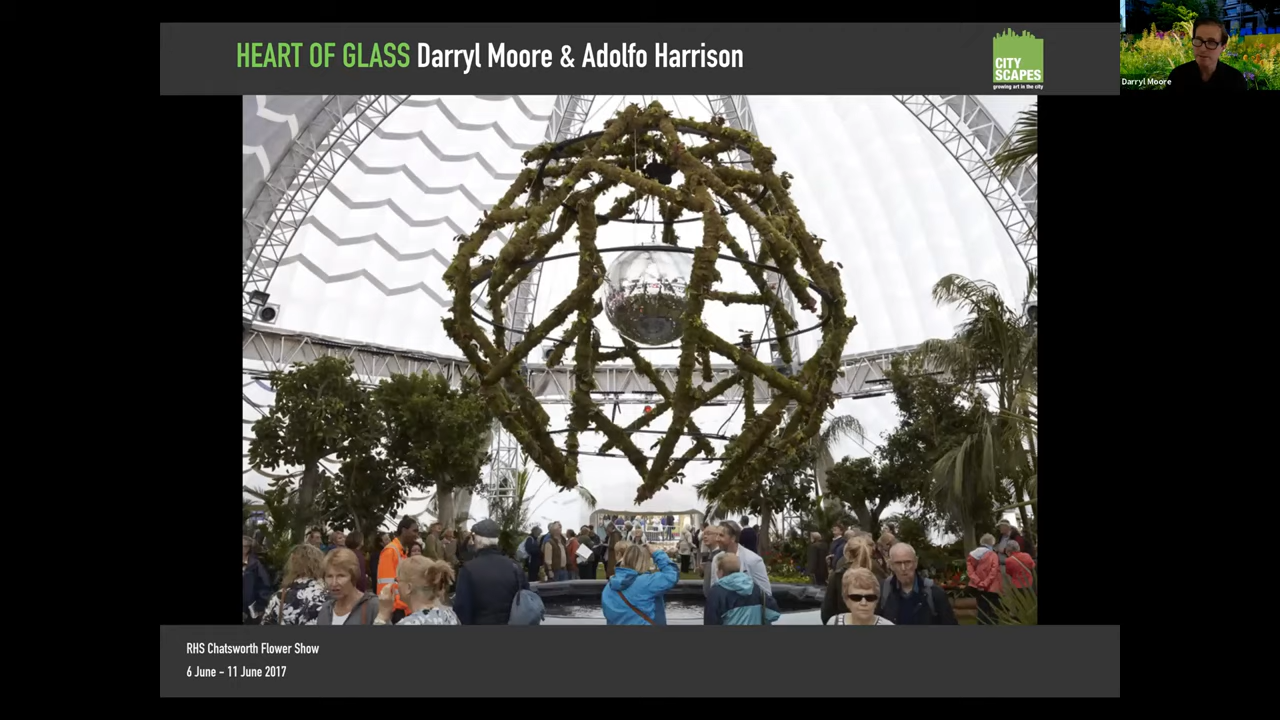 HEART OF GLASS Darryl Moore & Adolfo Harrison
CITY
SCAPES
growing art in the city
Darryl Moore
RHS Chatsworth Flower Show
6 June - 11 June 2017